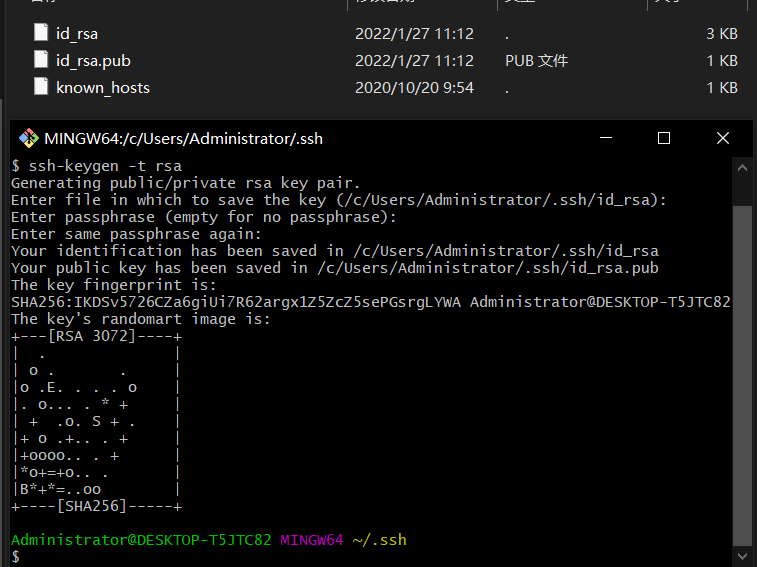 id_rsa 2022/1/27 11:12 . 3 KB
id_rsa.pub 2022/1/27 11:12 PUB 文件 1 KB
known_hosts 2020/10/20 9:54 . 1 KB
MINGW64:/c/Users/Administrator/.ssh
$ ssh-keygen -t rsa
Generating public/private rsa key pair.
Enter file in which to save the key (/c/Users/Administrator/.ssh/id_rsa):
Enter passphrase (empty for no passphrase):
Enter same passphrase again:
Your identification has been saved in /c/Users/Administrator/.ssh/id_rsa
Your public key has been saved in /c/Users/Administrator/.ssh/id_rsa.pub
The key fingerprint is:
SHA256:IKDSv5726CZa6giUi7R62argx1Z5ZcZ5sePGsrgLYWA Administrator@DESKTOP-T5JTC82
The key's randomart image is:
+---[RSA 3072]----+
|  .              |
| o .       .     |
|o .E. . . . o    |
|. o... . * +     |
| +  .o. S + .    |
|+ o .+.. . +     |
|+oooo.. . +      |
|*o+=+o.. .       |
|B*+*=..oo        |
+----[SHA256]-----+
Administrator@DESKTOP-T5JTC82 MINGW64 ~/.ssh
$